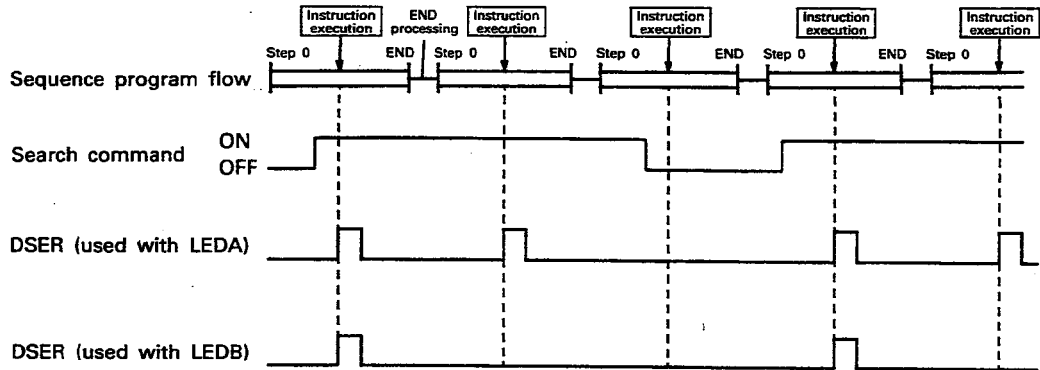 Instruction execution
END processing
Instruction execution
Instruction execution
Instruction execution
Instruction execution
Step 0 END Step 0 END Step 0 END Step 0 END Step 0
Sequence program flow
Search command
ON
OFF
DSER (used with LEDA)
DSER (used with LEDB)